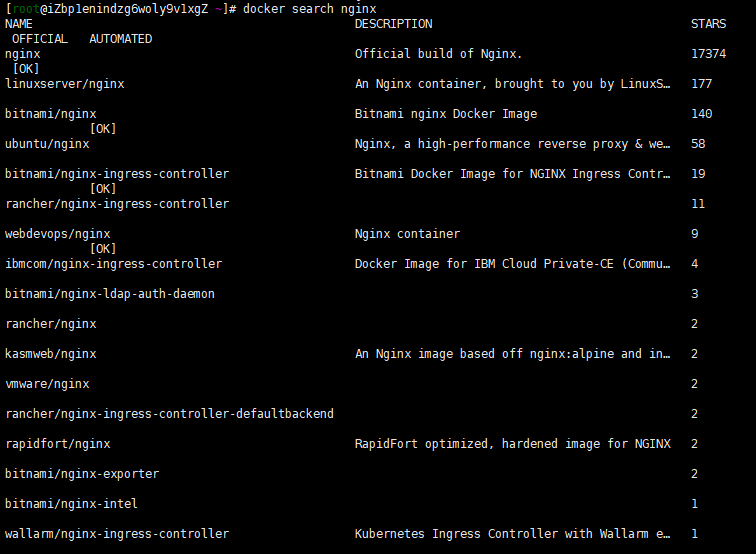 [root@iZbp1enindzg6woly9v1xgZ ~]# docker search nginx
NAME DESCRIPTION STARS
OFFICIAL AUTOMATED
nginx Official build of Nginx. 17374
[OK]
linuxserver/nginx An Nginx container, brought to you by LinuxS… 177
bitnami/nginx Bitnami nginx Docker Image 140
[OK]
ubuntu/nginx Nginx, a high-performance reverse proxy & we… 58
bitnami/nginx-ingress-controller Bitnami Docker Image for NGINX Ingress Contr… 19
[OK]
rancher/nginx-ingress-controller 11
webdevops/nginx Nginx container 9
[OK]
ibmcom/nginx-ingress-controller Docker Image for IBM Cloud Private-CE (Commu… 4
bitnami/nginx-ldap-auth-daemon 3
rancher/nginx 2
kasmweb/nginx An Nginx image based off nginx:alpine and in… 2
vmware/nginx 2
rancher/nginx-ingress-controller-defaultbackend 2
rapidfort/nginx RapidFort optimized, hardened image for NGINX 2
bitnami/nginx-exporter 2
bitnami/nginx-intel 1
wallarm/nginx-ingress-controller Kubernetes Ingress Controller with Wallarm e… 1